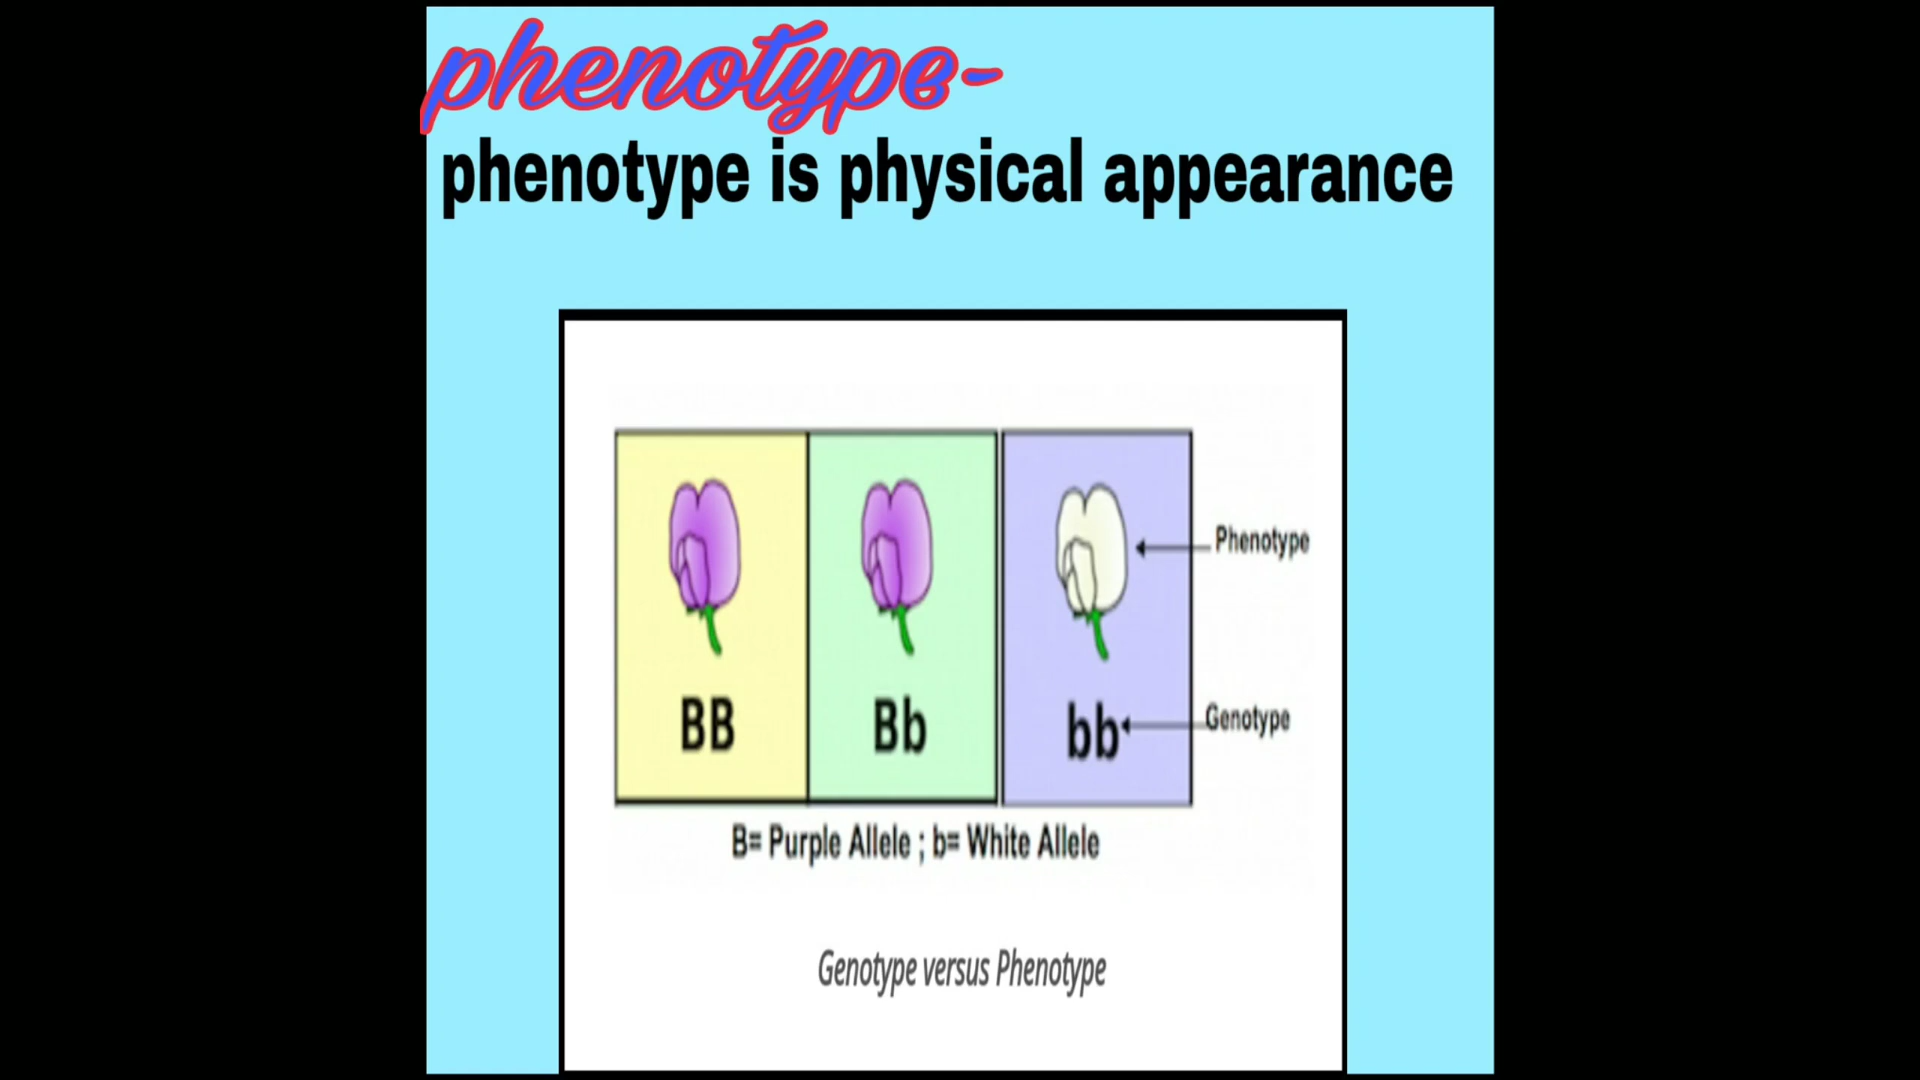 phenotype-
phenotype is physical appearance
Phenotype
BB Bb bb
Genotype
B= Purple Allele ; b= White Allele
Genotype versus Phenotype